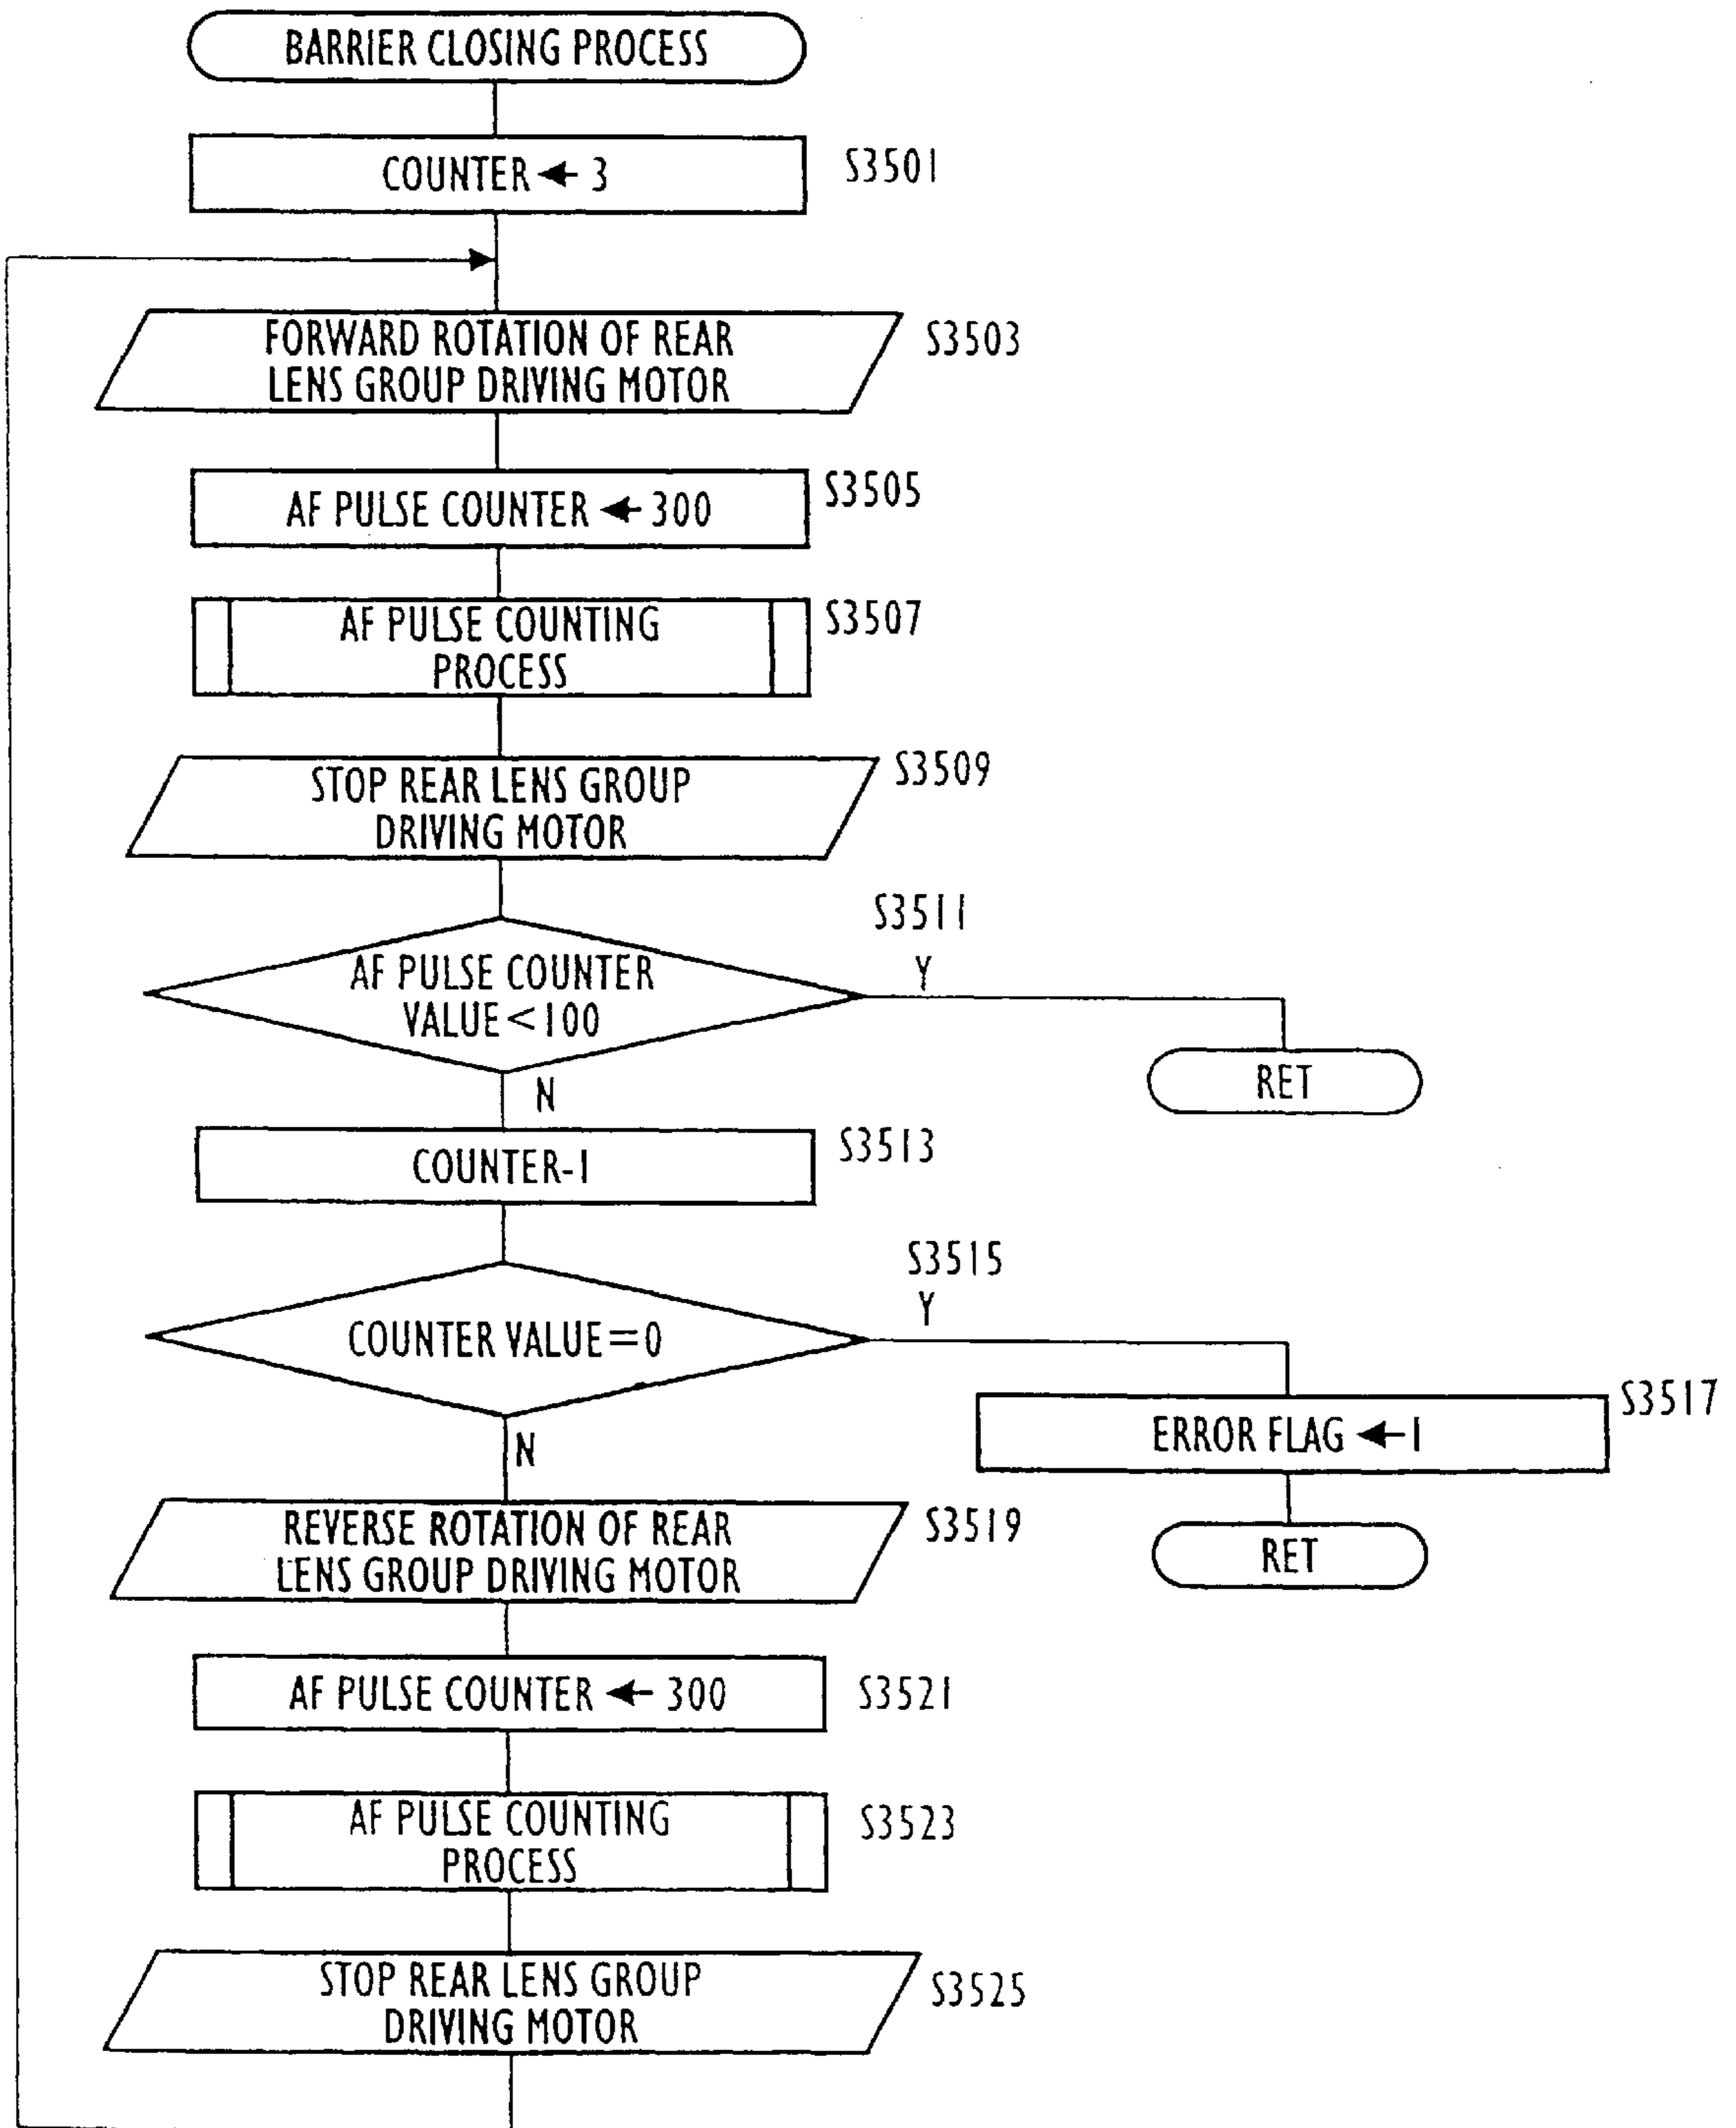 BARRIER CLOSING PROCESS
COUNTER ← 3
S3501
FORWARD ROTATION OF REAR
LENS GROUP DRIVING MOTOR
S3503
AF PULSE COUNTER ← 300
S3505
AF PULSE COUNTING
PROCESS
S3507
STOP REAR LENS GROUP
DRIVING MOTOR
S3509
S3511
AF PULSE COUNTER
VALUE<100
Y
RET
N
COUNTER-1
S3513
S3515
Y
COUNTER VALUE=0
S3517
ERROR FLAG ←1
N
RET
REVERSE ROTATION OF REAR
LENS GROUP DRIVING MOTOR
S3519
AF PULSE COUNTER ← 300
S3521
AF PULSE COUNTING
PROCESS
S3523
STOP REAR LENS GROUP
DRIVING MOTOR
S3525